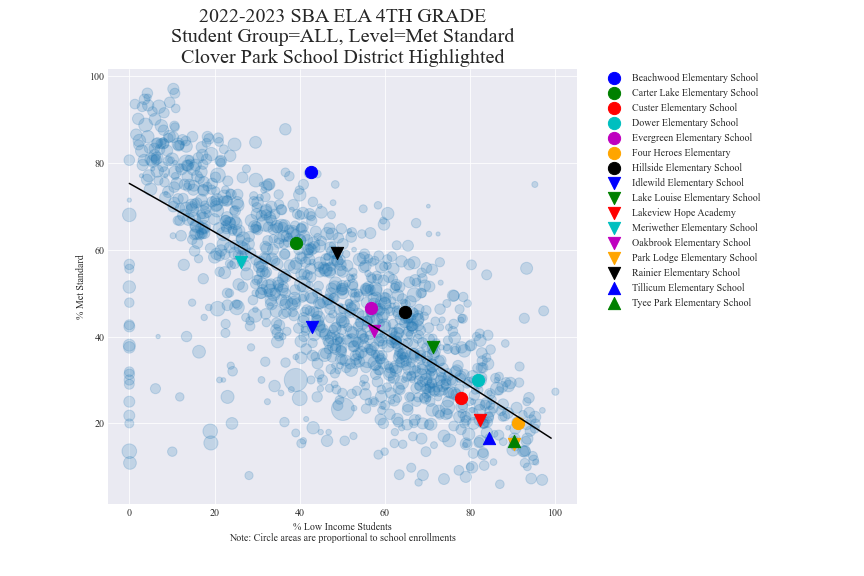 2022-2023 SBA ELA 4TH GRADE
Student Group=ALL, Level=Met Standard
Clover Park School District Highlighted
100
80
60
40
20
% Met Standard
0 20 40 60 80 100
% Low Income Students
Note: Circle areas are proportional to school enrollments
Beachwood Elementary School
Carter Lake Elementary School
Custer Elementary School
Dower Elementary School
Evergreen Elementary School
Four Heroes Elementary
Hillside Elementary School
Idlewild Elementary School
Lake Louise Elementary School
Lakeview Hope Academy
Meriwether Elementary School
Oakbrook Elementary School
Park Lodge Elementary School
Rainier Elementary School
Tillicum Elementary School
Tyee Park Elementary School